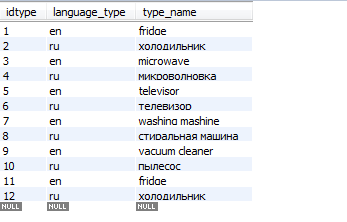 idtype language_type type_name
1 en fridge
2 ru холодильник
3 en microwave
4 ru микроволновка
5 en televisor
6 ru телевизор
7 en washing mashine
8 ru стиральная машина
9 en vacuum cleaner
10 ru пылесос
11 en fridge
12 ru холодильник
NULL NULL NULL